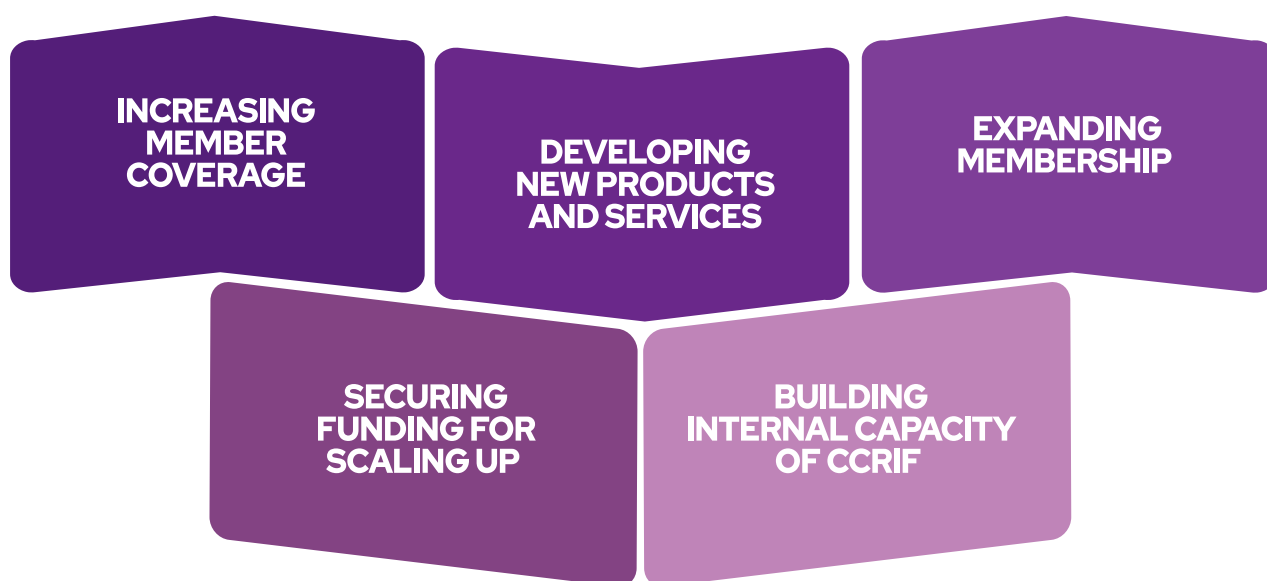 INCREASING
MEMBER
COVERAGE
DEVELOPING
NEW PRODUCTS
AND SERVICES
EXPANDING
MEMBERSHIP
SECURING
FUNDING FOR
SCALING UP
BUILDING
INTERNAL CAPACITY
OF CCRIF